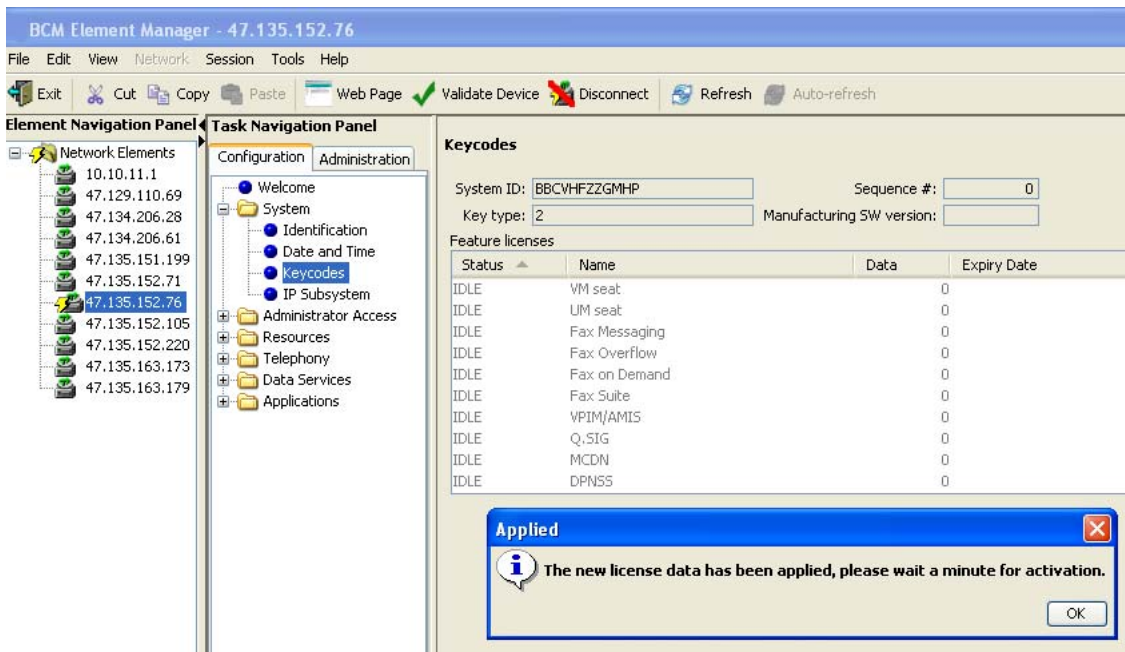 BCM Element Manager - 47.135.152.76
File Edit View Network Session Tools Help
Exit Cut Copy Paste Web Page Validate Device Disconnect Refresh Auto-refresh
Element Navigation Panel
Network Elements
10.10.11.1
47.129.110.69
47.134.206.28
47.134.206.61
47.135.151.199
47.135.152.71
47.135.152.76
47.135.152.105
47.135.152.220
47.135.163.173
47.135.163.179
Task Navigation Panel
Configuration Administration
Welcome
System
Identification
Date and Time
Keycodes
IP Subsystem
Administrator Access
Resources
Telephony
Data Services
Applications
Keycodes
System ID: BBCVHFZZGMHP Sequence #: 0
Key type: 2 Manufacturing SW version:
Feature licenses
Status Name Data Expiry Date
IDLE VM seat 0
IDLE UM seat 0
IDLE Fax Messaging 0
IDLE Fax Overflow 0
IDLE Fax on Demand 0
IDLE Fax Suite 0
IDLE VPIM/AMIS 0
IDLE Q.SIG 0
IDLE MCDN 0
IDLE DPNSS 0
Applied
The new license data has been applied, please wait a minute for activation.
OK